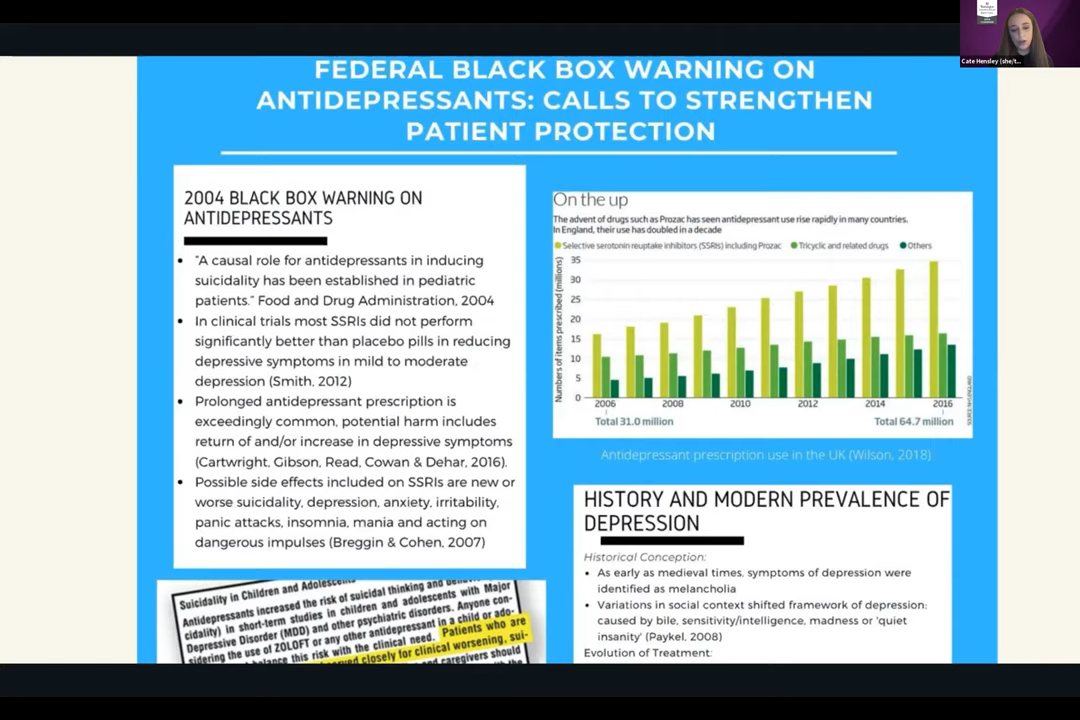 Cate Hensley (she/t...
FEDERAL BLACK BOX WARNING ON
ANTIDEPRESSANTS: CALLS TO STRENGTHEN
PATIENT PROTECTION
2004 BLACK BOX WARNING ON
ANTIDEPRESSANTS
• "A causal role for antidepressants in inducing
suicidality has been established in pediatric
patients." Food and Drug Administration, 2004
• In clinical trials most SSRIs did not perform
significantly better than placebo pills in reducing
depressive symptoms in mild to moderate
depression (Smith, 2012)
• Prolonged antidepressant prescription is
exceedingly common, potential harm includes
return of and/or increase in depressive symptoms
(Cartwright, Gibson, Read, Cowan & Dehar, 2016).
• Possible side effects included on SSRIs are new or
worse suicidality, depression, anxiety, irritability,
panic attacks, insomnia, mania and acting on
dangerous impulses (Breggin & Cohen, 2007)
Suicidality in Children and Adolescents
Antidepressants increased the risk of suicidal thinking and
cidality) in short-term studies in children and adolescents with Major
Depressive Disorder (MDD) and other psychiatric disorders. Anyone con-
sidering the use of ZOLOFT or any other antidepressant in a child or ado-
balance this risk with the clinical need. Patients who are
closely for clinical worsening, sui-
caregivers should
On the up
The advent of drugs such as Prozac has seen antidepressant use rise rapidly in many countries.
In England, their use has doubled in a decade
Selective serotonin reuptake inhibitors (SSRIs) including Prozac Tricyclic and related drugs Others
Numbers of items prescribed (millions)
35
30
25
20
15
10
5
0
2006 2008 2010 2012 2014 2016
Total 31.0 million Total 64.7 million
SOURCE: NHS ENGLAND
Antidepressant prescription use in the UK (Wilson, 2018)
HISTORY AND MODERN PREVALENCE OF
DEPRESSION
Historical Conception:
• As early as medieval times, symptoms of depression were
identified as melancholia
• Variations in social context shifted framework of depression:
caused by bile, sensitivity/intelligence, madness or 'quiet
insanity' (Paykel, 2008)
Evolution of Treatment: